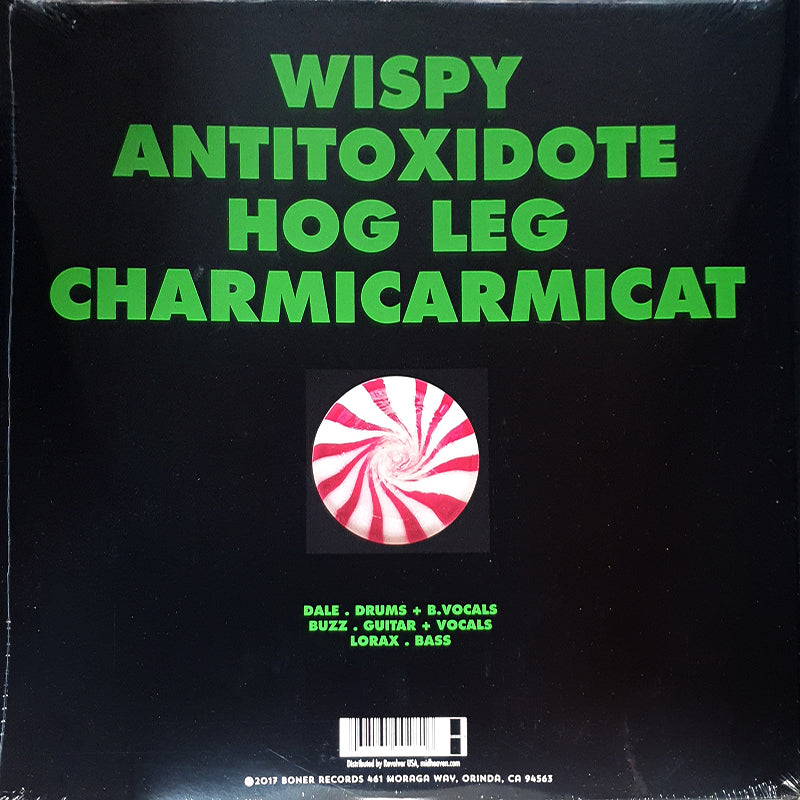 WISPY
ANTITOXIDOTE
HOG LEG
CHARMICARMICAT
DALE . DRUMS + B.VOCALS
BUZZ . GUITAR + VOCALS
LORAX . BASS
Distributed by Revolver USA, midheaven.com
℗2017 BONER RECORDS 461 MORAGA WAY, ORINDA, CA 94563